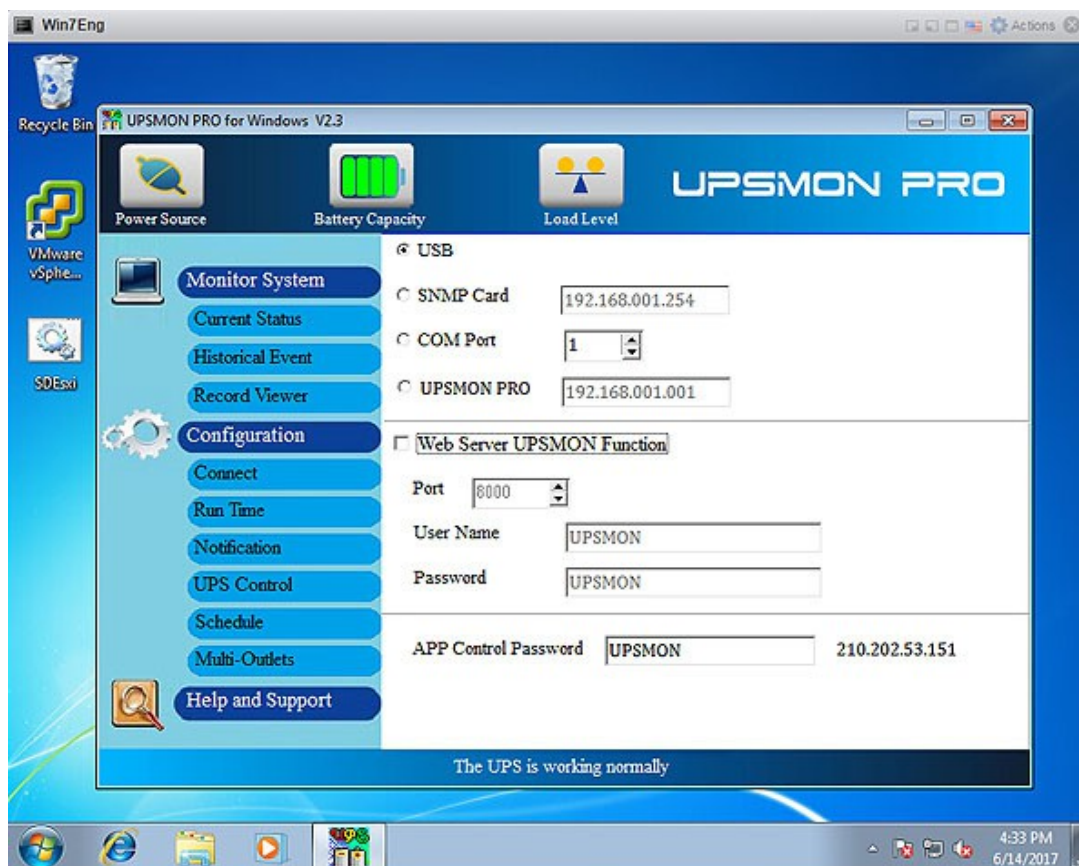 Win7Eng
Actions
Recycle Bin
VMware
vSphe...
SDEsxi
UPSMON PRO for Windows V2.3
Power Source
Battery Capacity
Load Level
UPSMON PRO
Monitor System
Current Status
Historical Event
Record Viewer
Configuration
Connect
Run Time
Notification
UPS Control
Schedule
Multi-Outlets
Help and Support
USB
SNMP Card 192.168.001.254
COM Port 1
UPSMON PRO 192.168.001.001
Web Server UPSMON Function
Port 8000
User Name UPSMON
Password UPSMON
APP Control Password UPSMON 210.202.53.151
The UPS is working normally
UPS
4:33 PM
6/14/2017